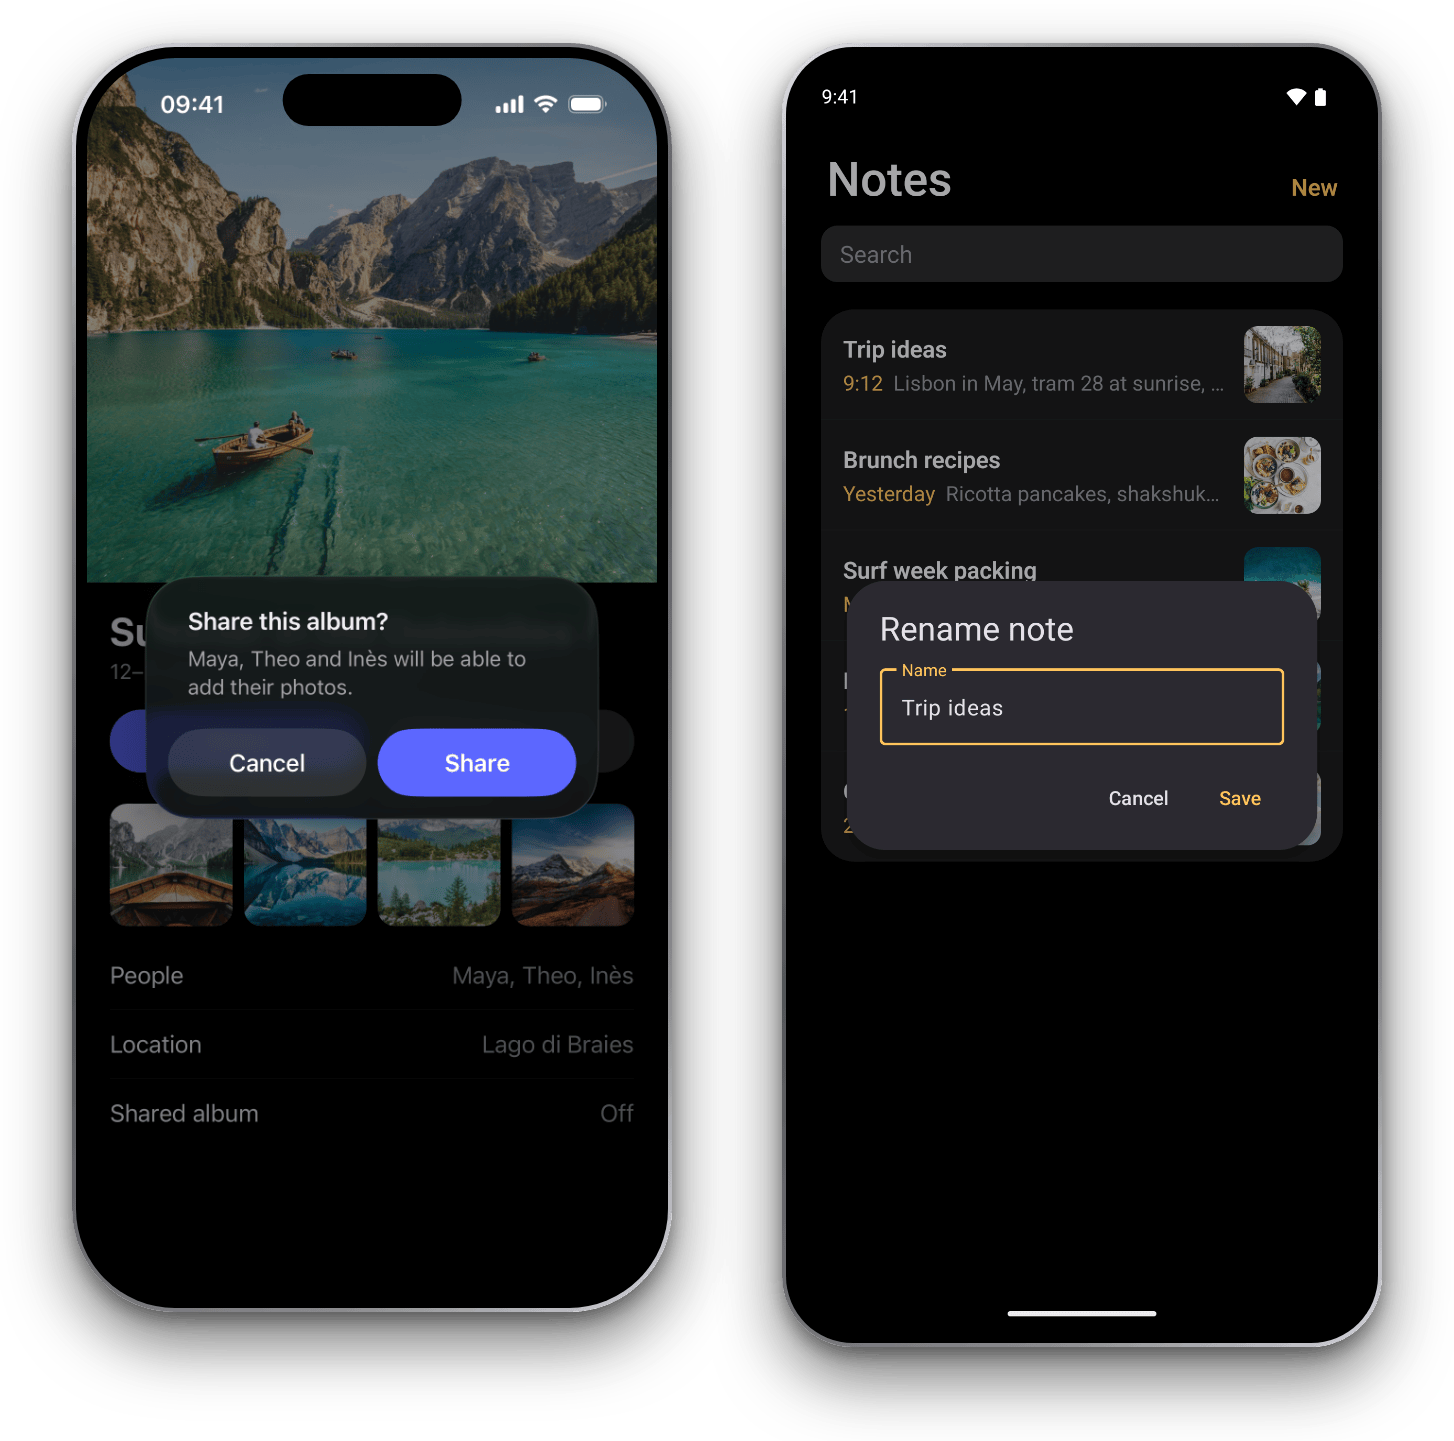 09:41
Su
12–
Share this album?
Maya, Theo and Inès will be able to
add their photos.
Cancel
Share
People
Maya, Theo, Inès
Location
Lago di Braies
Shared album
Off
9:41
Notes
New
Search
Trip ideas
9:12 Lisbon in May, tram 28 at sunrise, ...
Brunch recipes
Yesterday Ricotta pancakes, shakshuk...
Surf week packing
Rename note
Name
Trip ideas
Cancel
Save